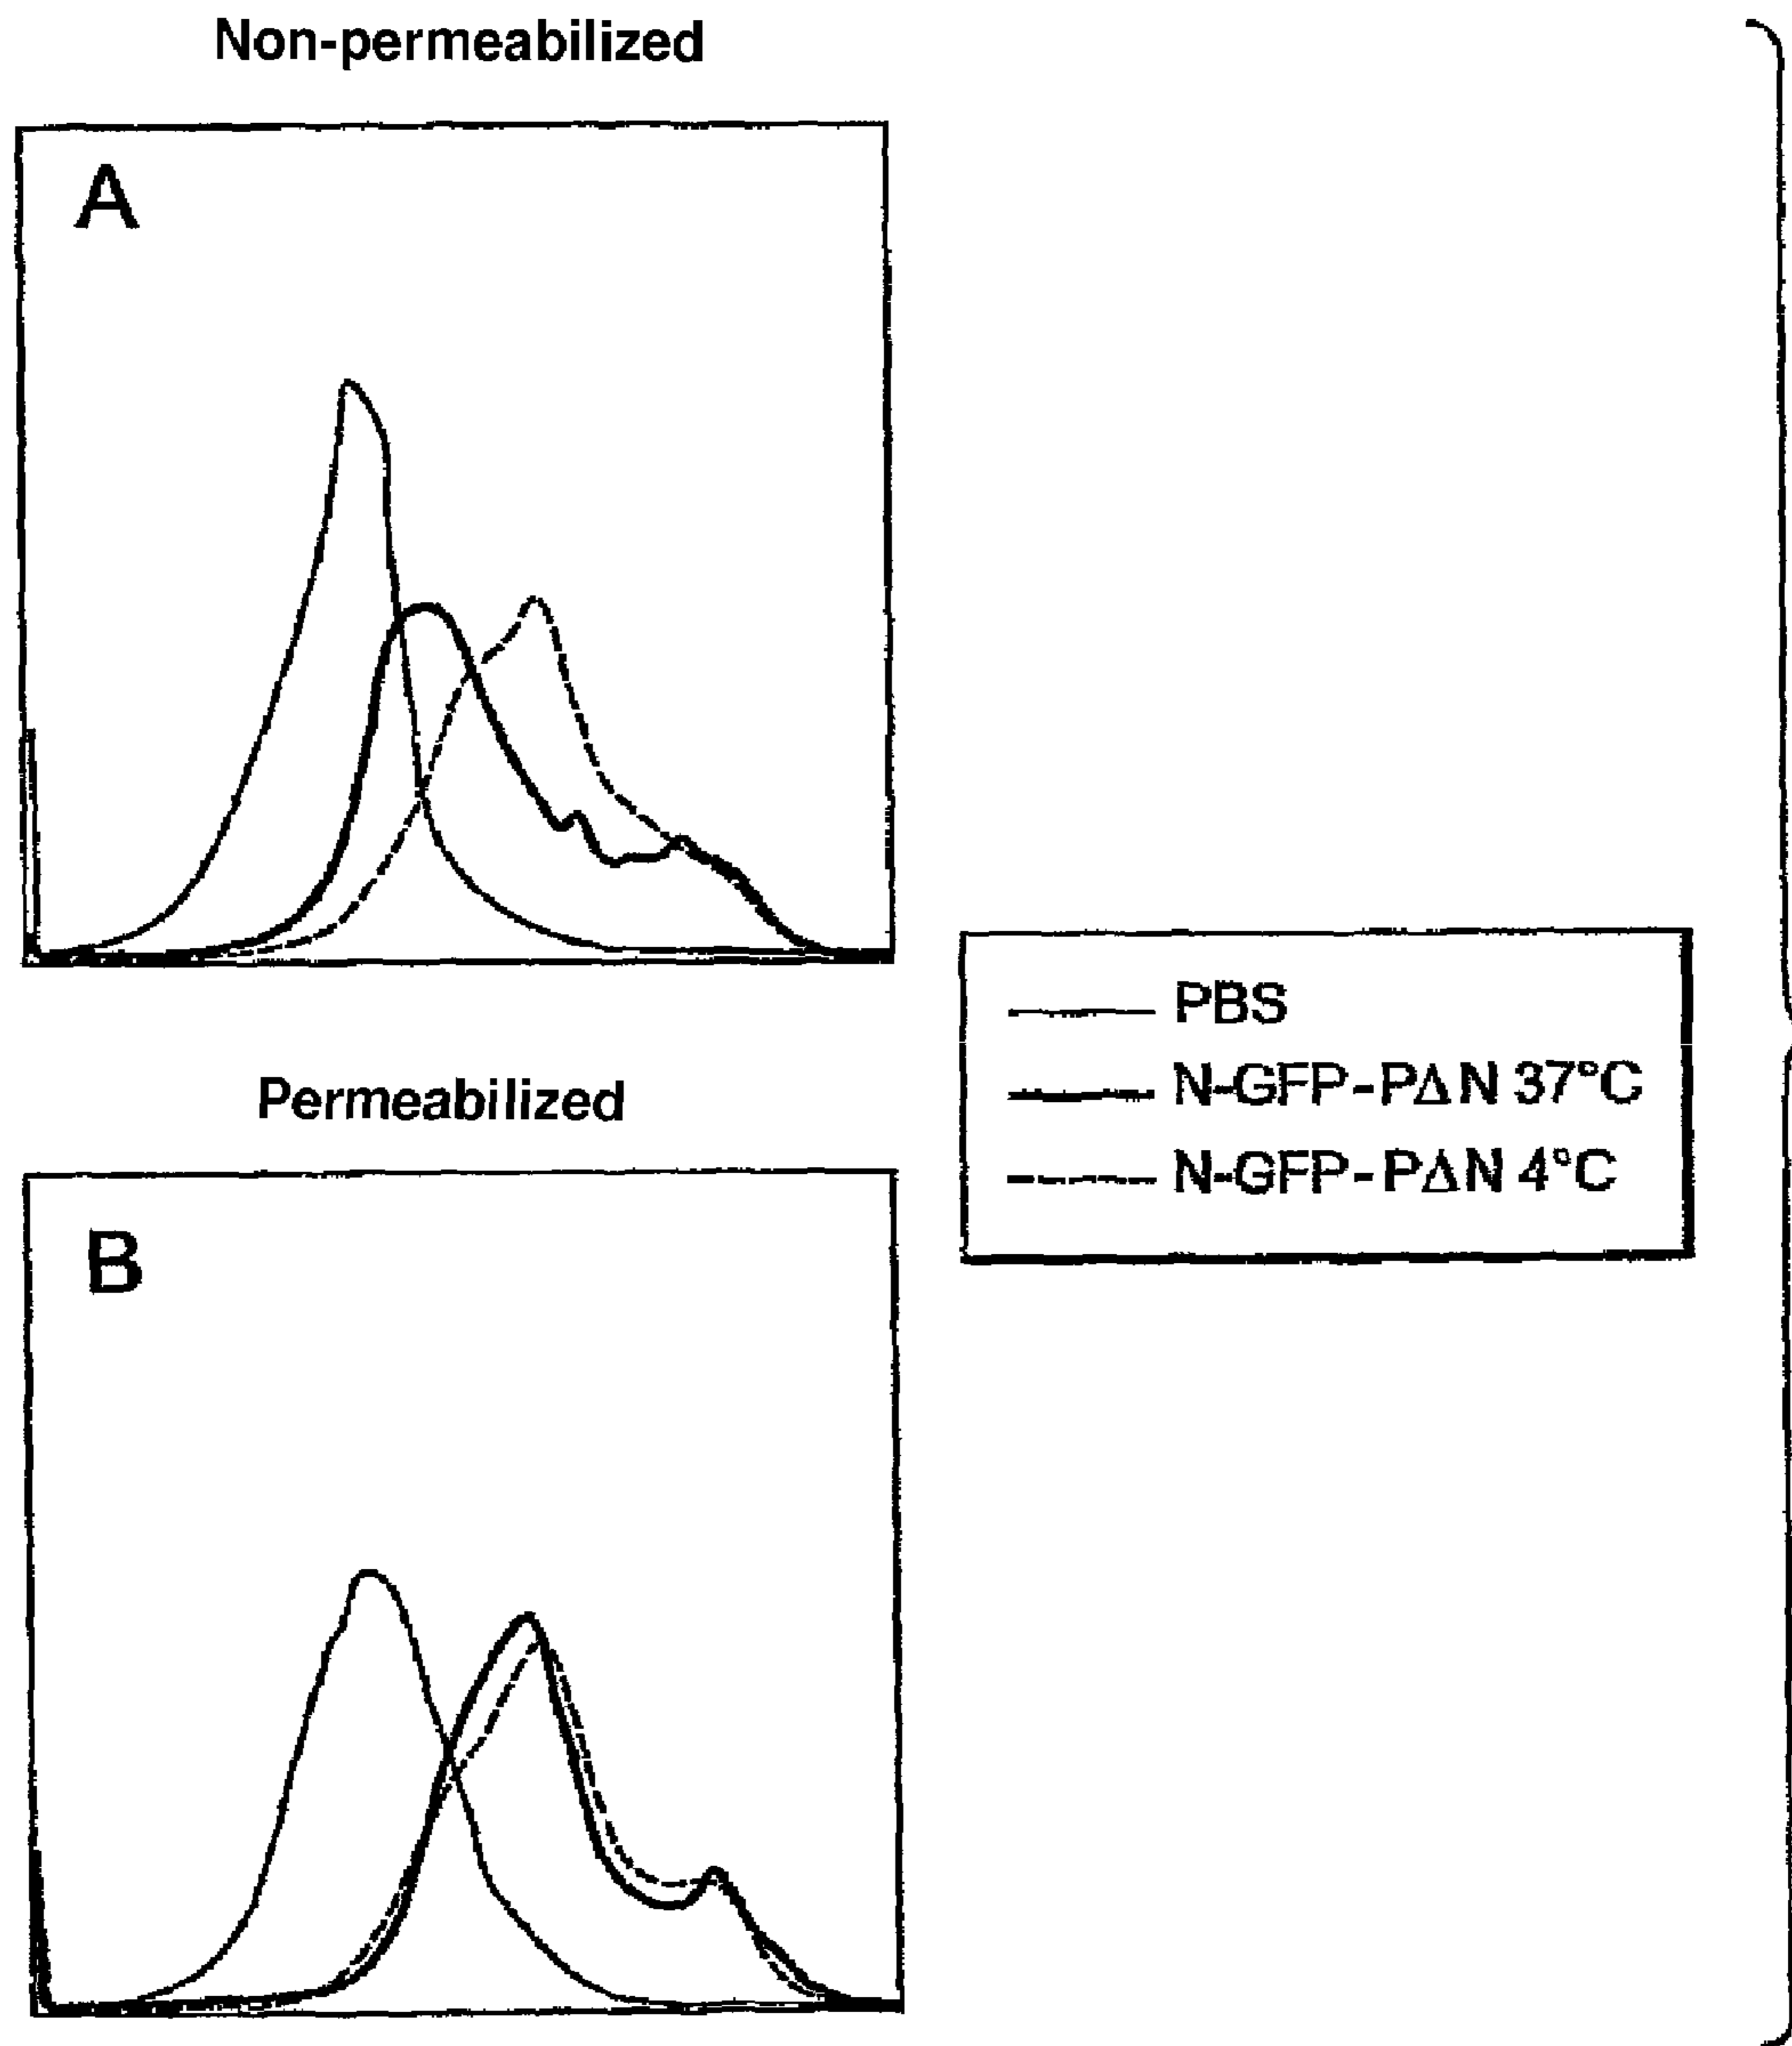 Non-permeabilized
A
PBS
N-GFP-PΔN 37°C
N-GFP-PΔN 4°C
Permeabilized
B